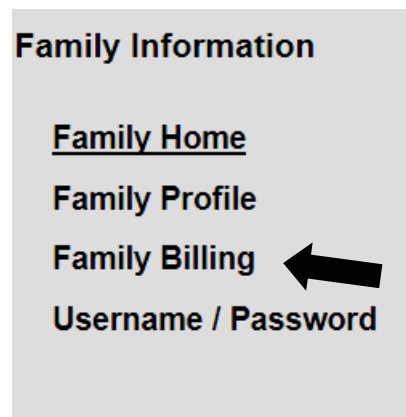 Family Information
Family Home
Family Profile
Family Billing
Username / Password